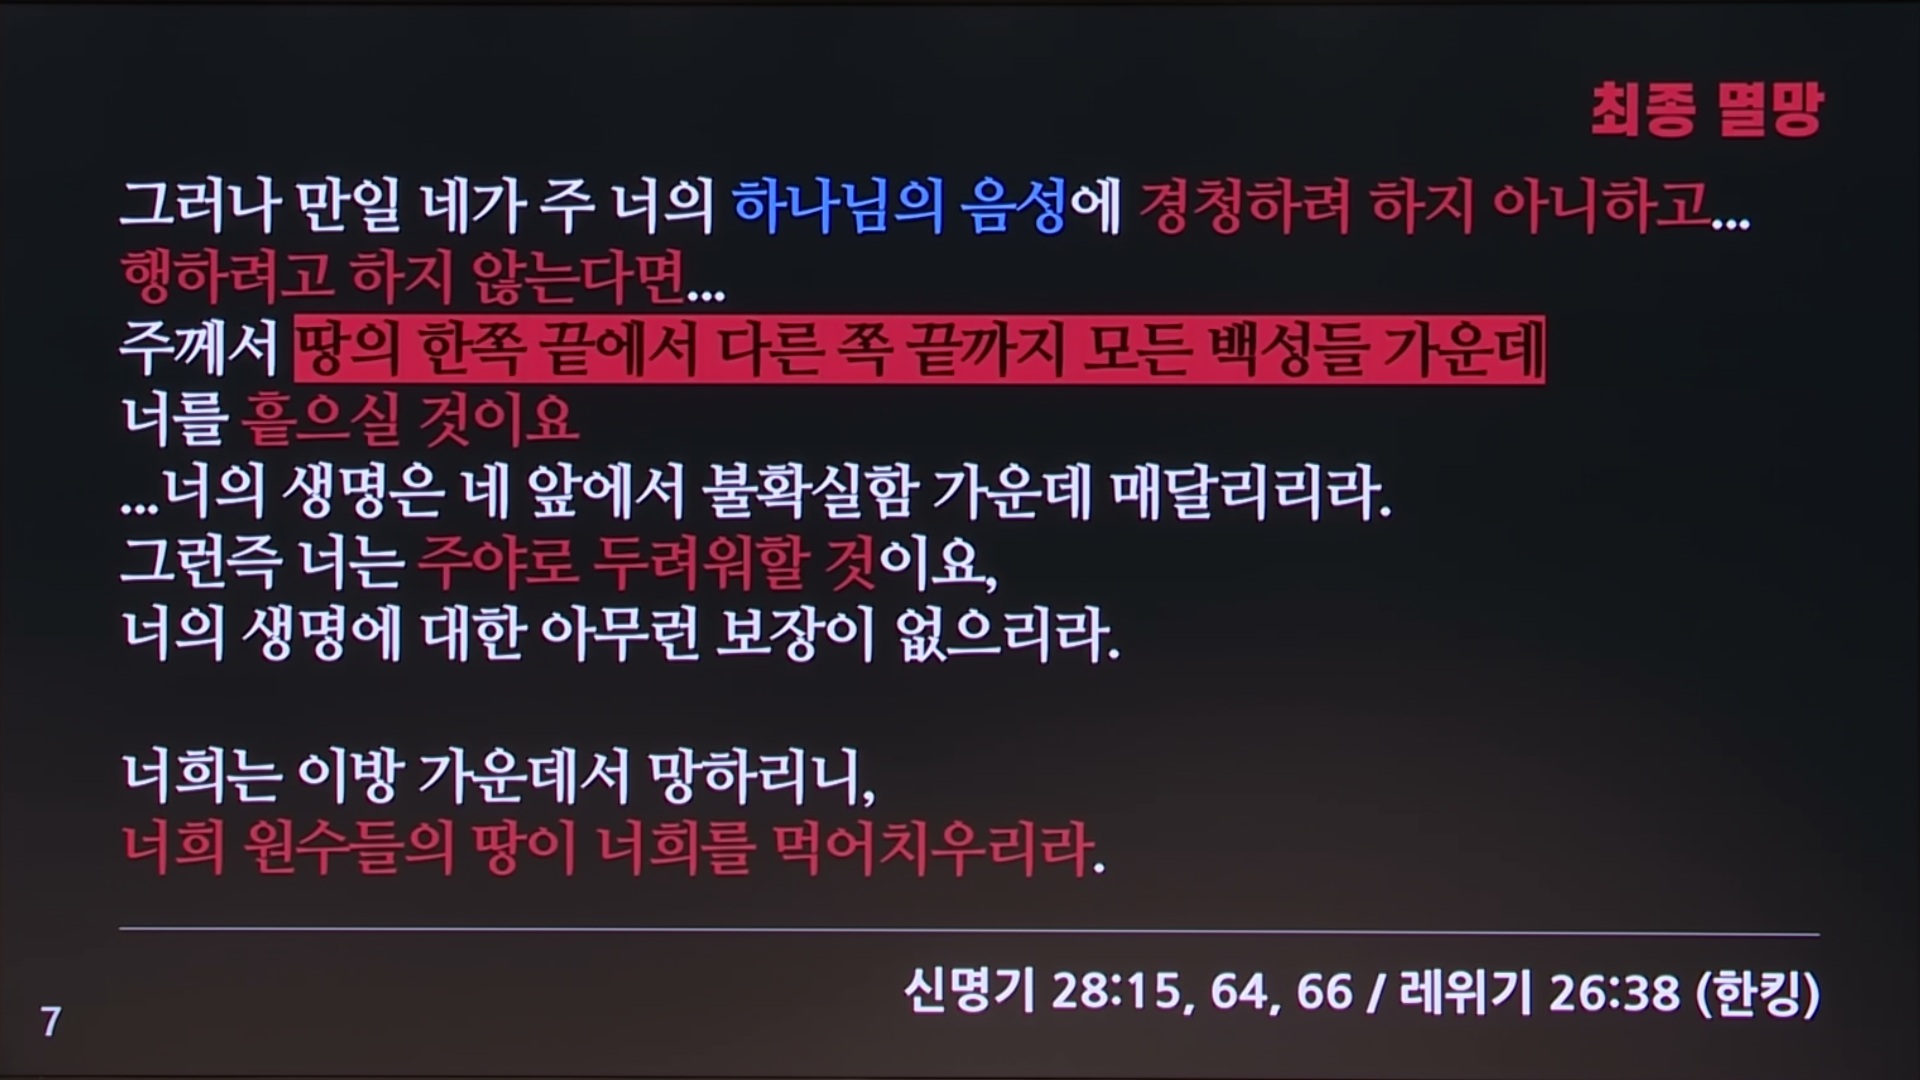 최종 멸망
그러나 만일 네가 주 너의 하나님의 음성에 경청하려 하지 아니하고...
행하려고 하지 않는다면...
주께서 땅의 한쪽 끝에서 다른 쪽 끝까지 모든 백성들 가운데
너를 흩으실 것이요
...너의 생명은 네 앞에서 불확실함 가운데 매달리리라.
그런즉 너는 주야로 두려워할 것이요,
너의 생명에 대한 아무런 보장이 없으리라.
너희는 이방 가운데서 망하리니,
너희 원수들의 땅이 너희를 먹어치우리라.
신명기 28:15, 64, 66 / 레위기 26:38 (한킹)
7